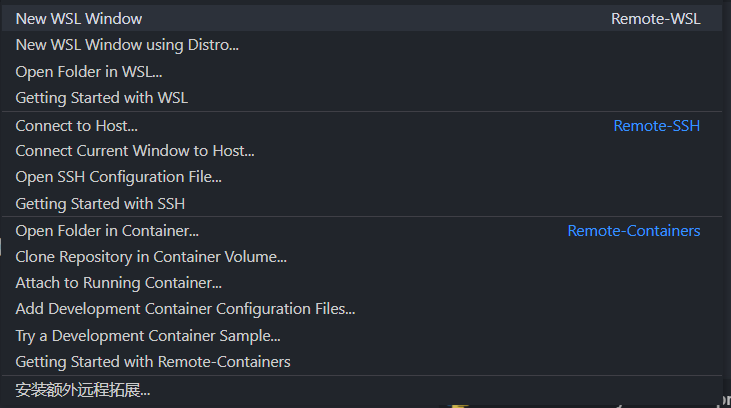 New WSL Window Remote-WSL
New WSL Window using Distro...
Open Folder in WSL...
Getting Started with WSL
Connect to Host... Remote-SSH
Connect Current Window to Host...
Open SSH Configuration File...
Getting Started with SSH
Open Folder in Container... Remote-Containers
Clone Repository in Container Volume...
Attach to Running Container...
Add Development Container Configuration Files...
Try a Development Container Sample...
Getting Started with Remote-Containers
安装额外远程拓展...